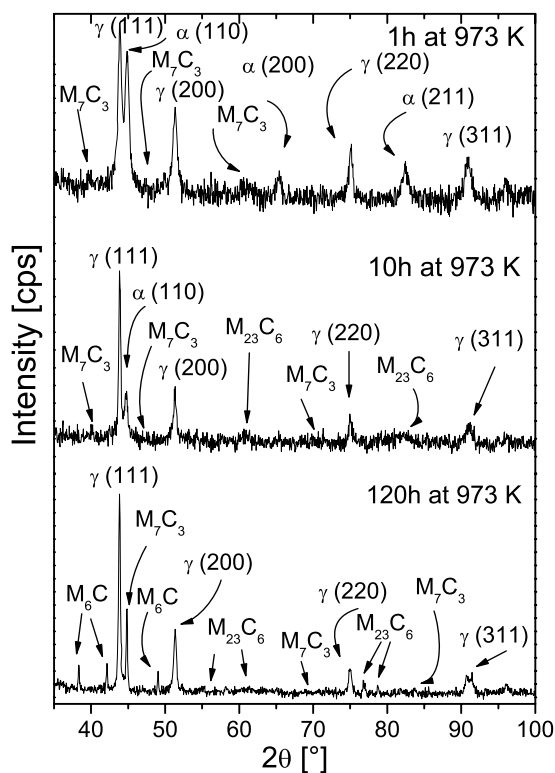 γ (111)
α (110)
1h at 973 K
M₇C₃
M₇C₃
γ (200)
α (200)
M₇C₃
γ (220)
α (211)
γ (311)
γ (111)
10h at 973 K
α (110)
M₇C₃
M₇C₃
γ (200)
M₂₃C₆
γ (220)
M₇C₃
M₂₃C₆
γ (311)
γ (111)
120h at 973 K
M₇C₃
M₆C
M₆C
γ (200)
M₂₃C₆
M₇C₃
γ (220)
M₂₃C₆
M₇C₃
γ (311)
Intensity [cps]
40 50 60 70 80 90 100
2θ [°]